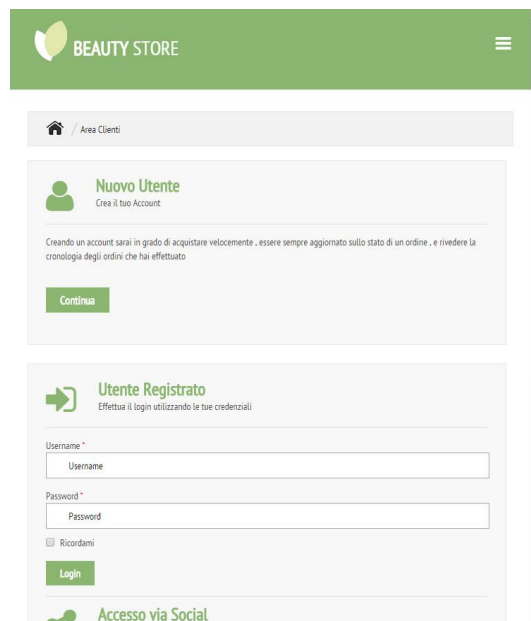 BEAUTY STORE
/ Area Clienti
Nuovo Utente
Crea il tuo Account
Creando un account sarai in grado di acquistare velocemente . essere sempre aggiornato sullo stato di un ordine . e rivedere la
cronologia degli ordini che hai effettuato
Continua
Utente Registrato
Effettua il login utilizzando le tue credenziali
Username *
Username
Password *
Password
Ricordami
Login
Accesso via Social